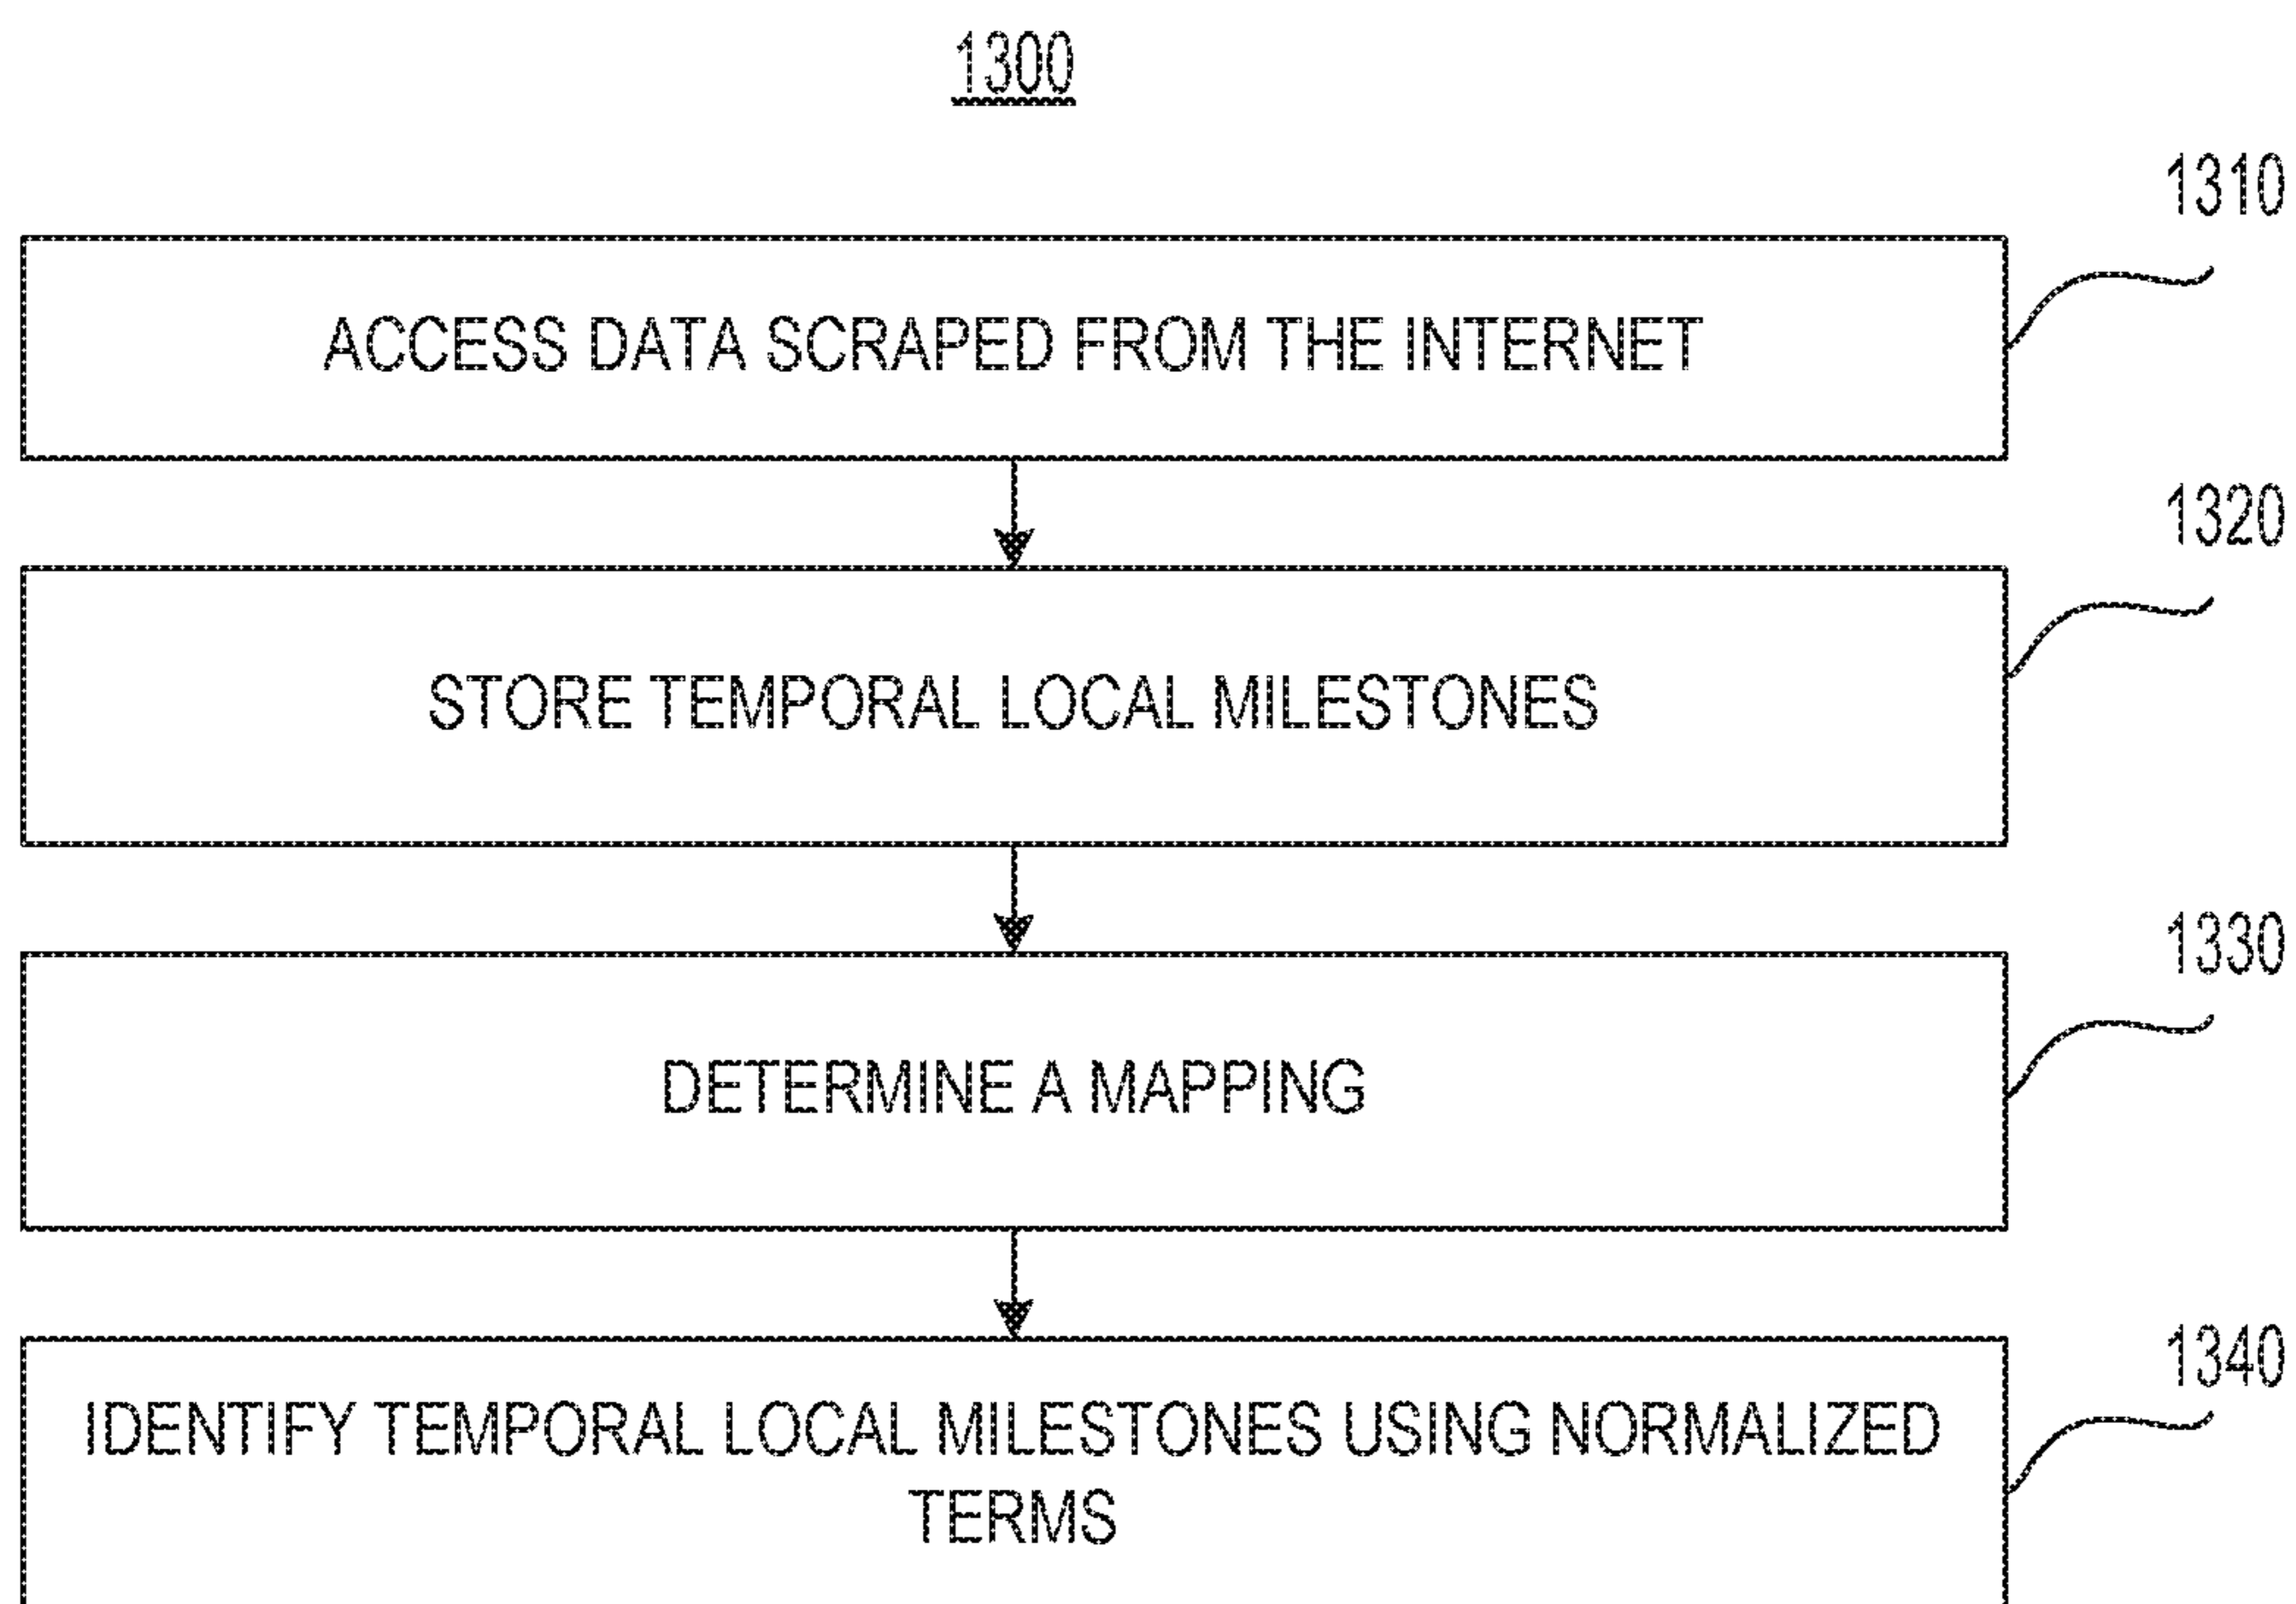 1300
1310
ACCESS DATA SCRAPED FROM THE INTERNET
1320
STORE TEMPORAL LOCAL MILESTONES
1330
DETERMINE A MAPPING
1340
IDENTIFY TEMPORAL LOCAL MILESTONES USING NORMALIZED
TERMS